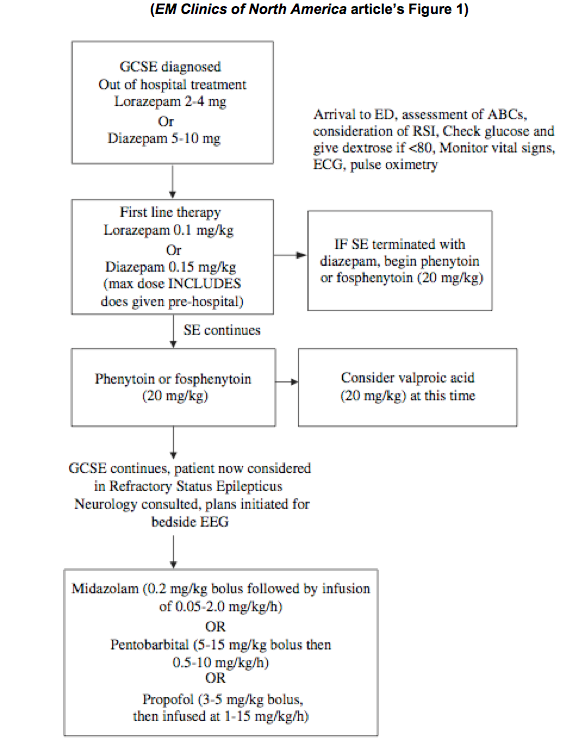 (EM Clinics of North America article's Figure 1)
GCSE diagnosed
Out of hospital treatment
Lorazepam 2-4 mg
Or
Diazepam 5-10 mg
Arrival to ED, assessment of ABCs,
consideration of RSI, Check glucose and
give dextrose if <80, Monitor vital signs,
ECG, pulse oximetry
First line therapy
Lorazepam 0.1 mg/kg
Or
Diazepam 0.15 mg/kg
(max dose INCLUDES
does given pre-hospital)
IF SE terminated with
diazepam, begin phenytoin
or fosphenytoin (20 mg/kg)
SE continues
Phenytoin or fosphenytoin
(20 mg/kg)
Consider valproic acid
(20 mg/kg) at this time
GCSE continues, patient now considered
in Refractory Status Epilepticus
Neurology consulted, plans initiated for
bedside EEG
Midazolam (0.2 mg/kg bolus followed by infusion
of 0.05-2.0 mg/kg/h)
OR
Pentobarbital (5-15 mg/kg bolus then
0.5-10 mg/kg/h)
OR
Propofol (3-5 mg/kg bolus,
then infused at 1-15 mg/kg/h)